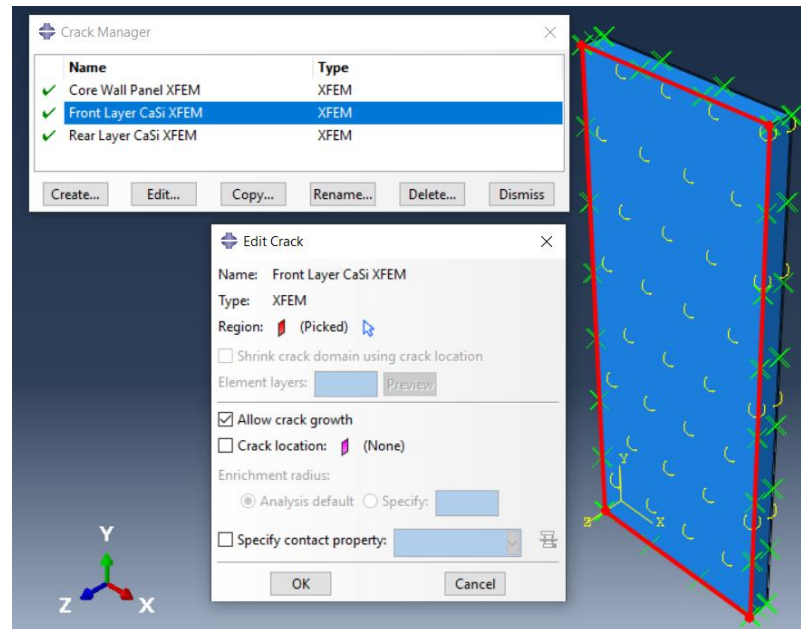 Crack Manager
Name Type
Core Wall Panel XFEM XFEM
Front Layer CaSi XFEM XFEM
Rear Layer CaSi XFEM XFEM
Create... Edit... Copy... Rename... Delete... Dismiss
Edit Crack
Name: Front Layer CaSi XFEM
Type: XFEM
Region: (Picked)
Shrink crack domain using crack location
Element layers: Preview
Allow crack growth
Crack location: (None)
Enrichment radius:
Analysis default Specify:
Specify contact property:
OK Cancel
Y
Z X
Y
Z X